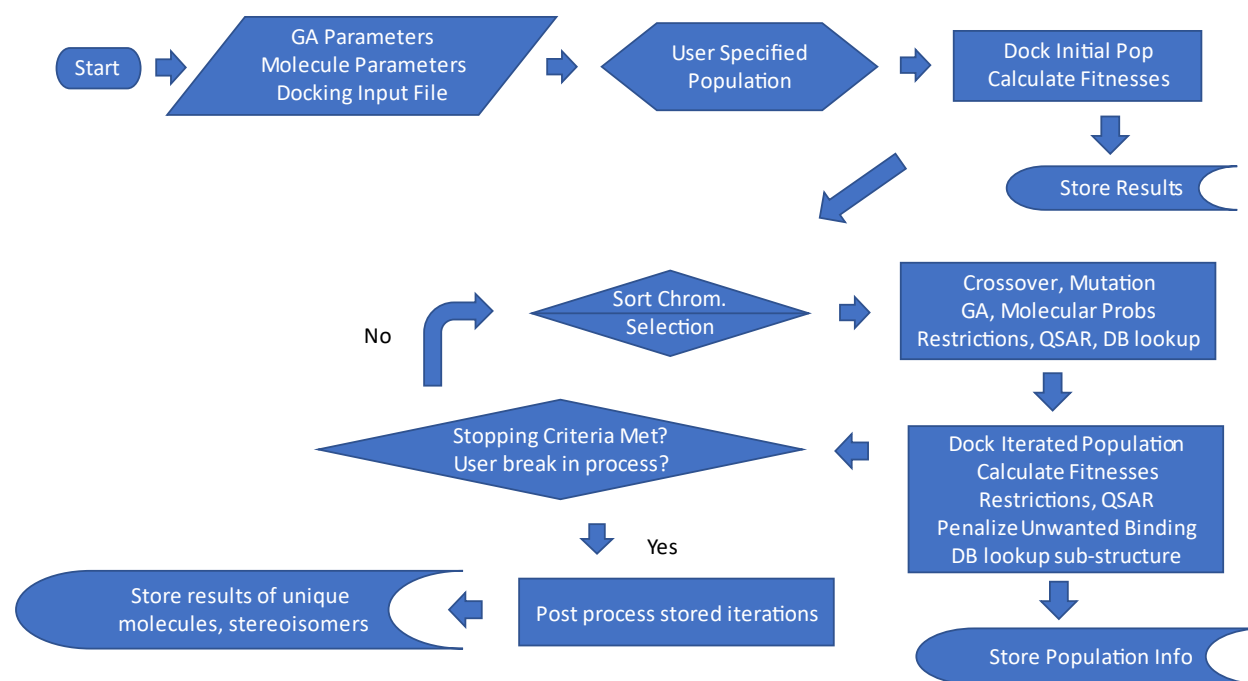 Start
GA Parameters
Molecule Parameters
Docking Input File
User Specified
Population
Dock Initial Pop
Calculate Fitnesses
Store Results
Sort Chrom.
Selection
Crossover, Mutation
GA, Molecular Probs
Restrictions, QSAR, DB lookup
No
Stopping Criteria Met?
User break in process?
Dock Iterated Population
Calculate Fitnesses
Restrictions, QSAR
Penalize Unwanted Binding
DB lookup sub-structure
Yes
Post process stored iterations
Store results of unique
molecules, stereoisomers
Store Population Info